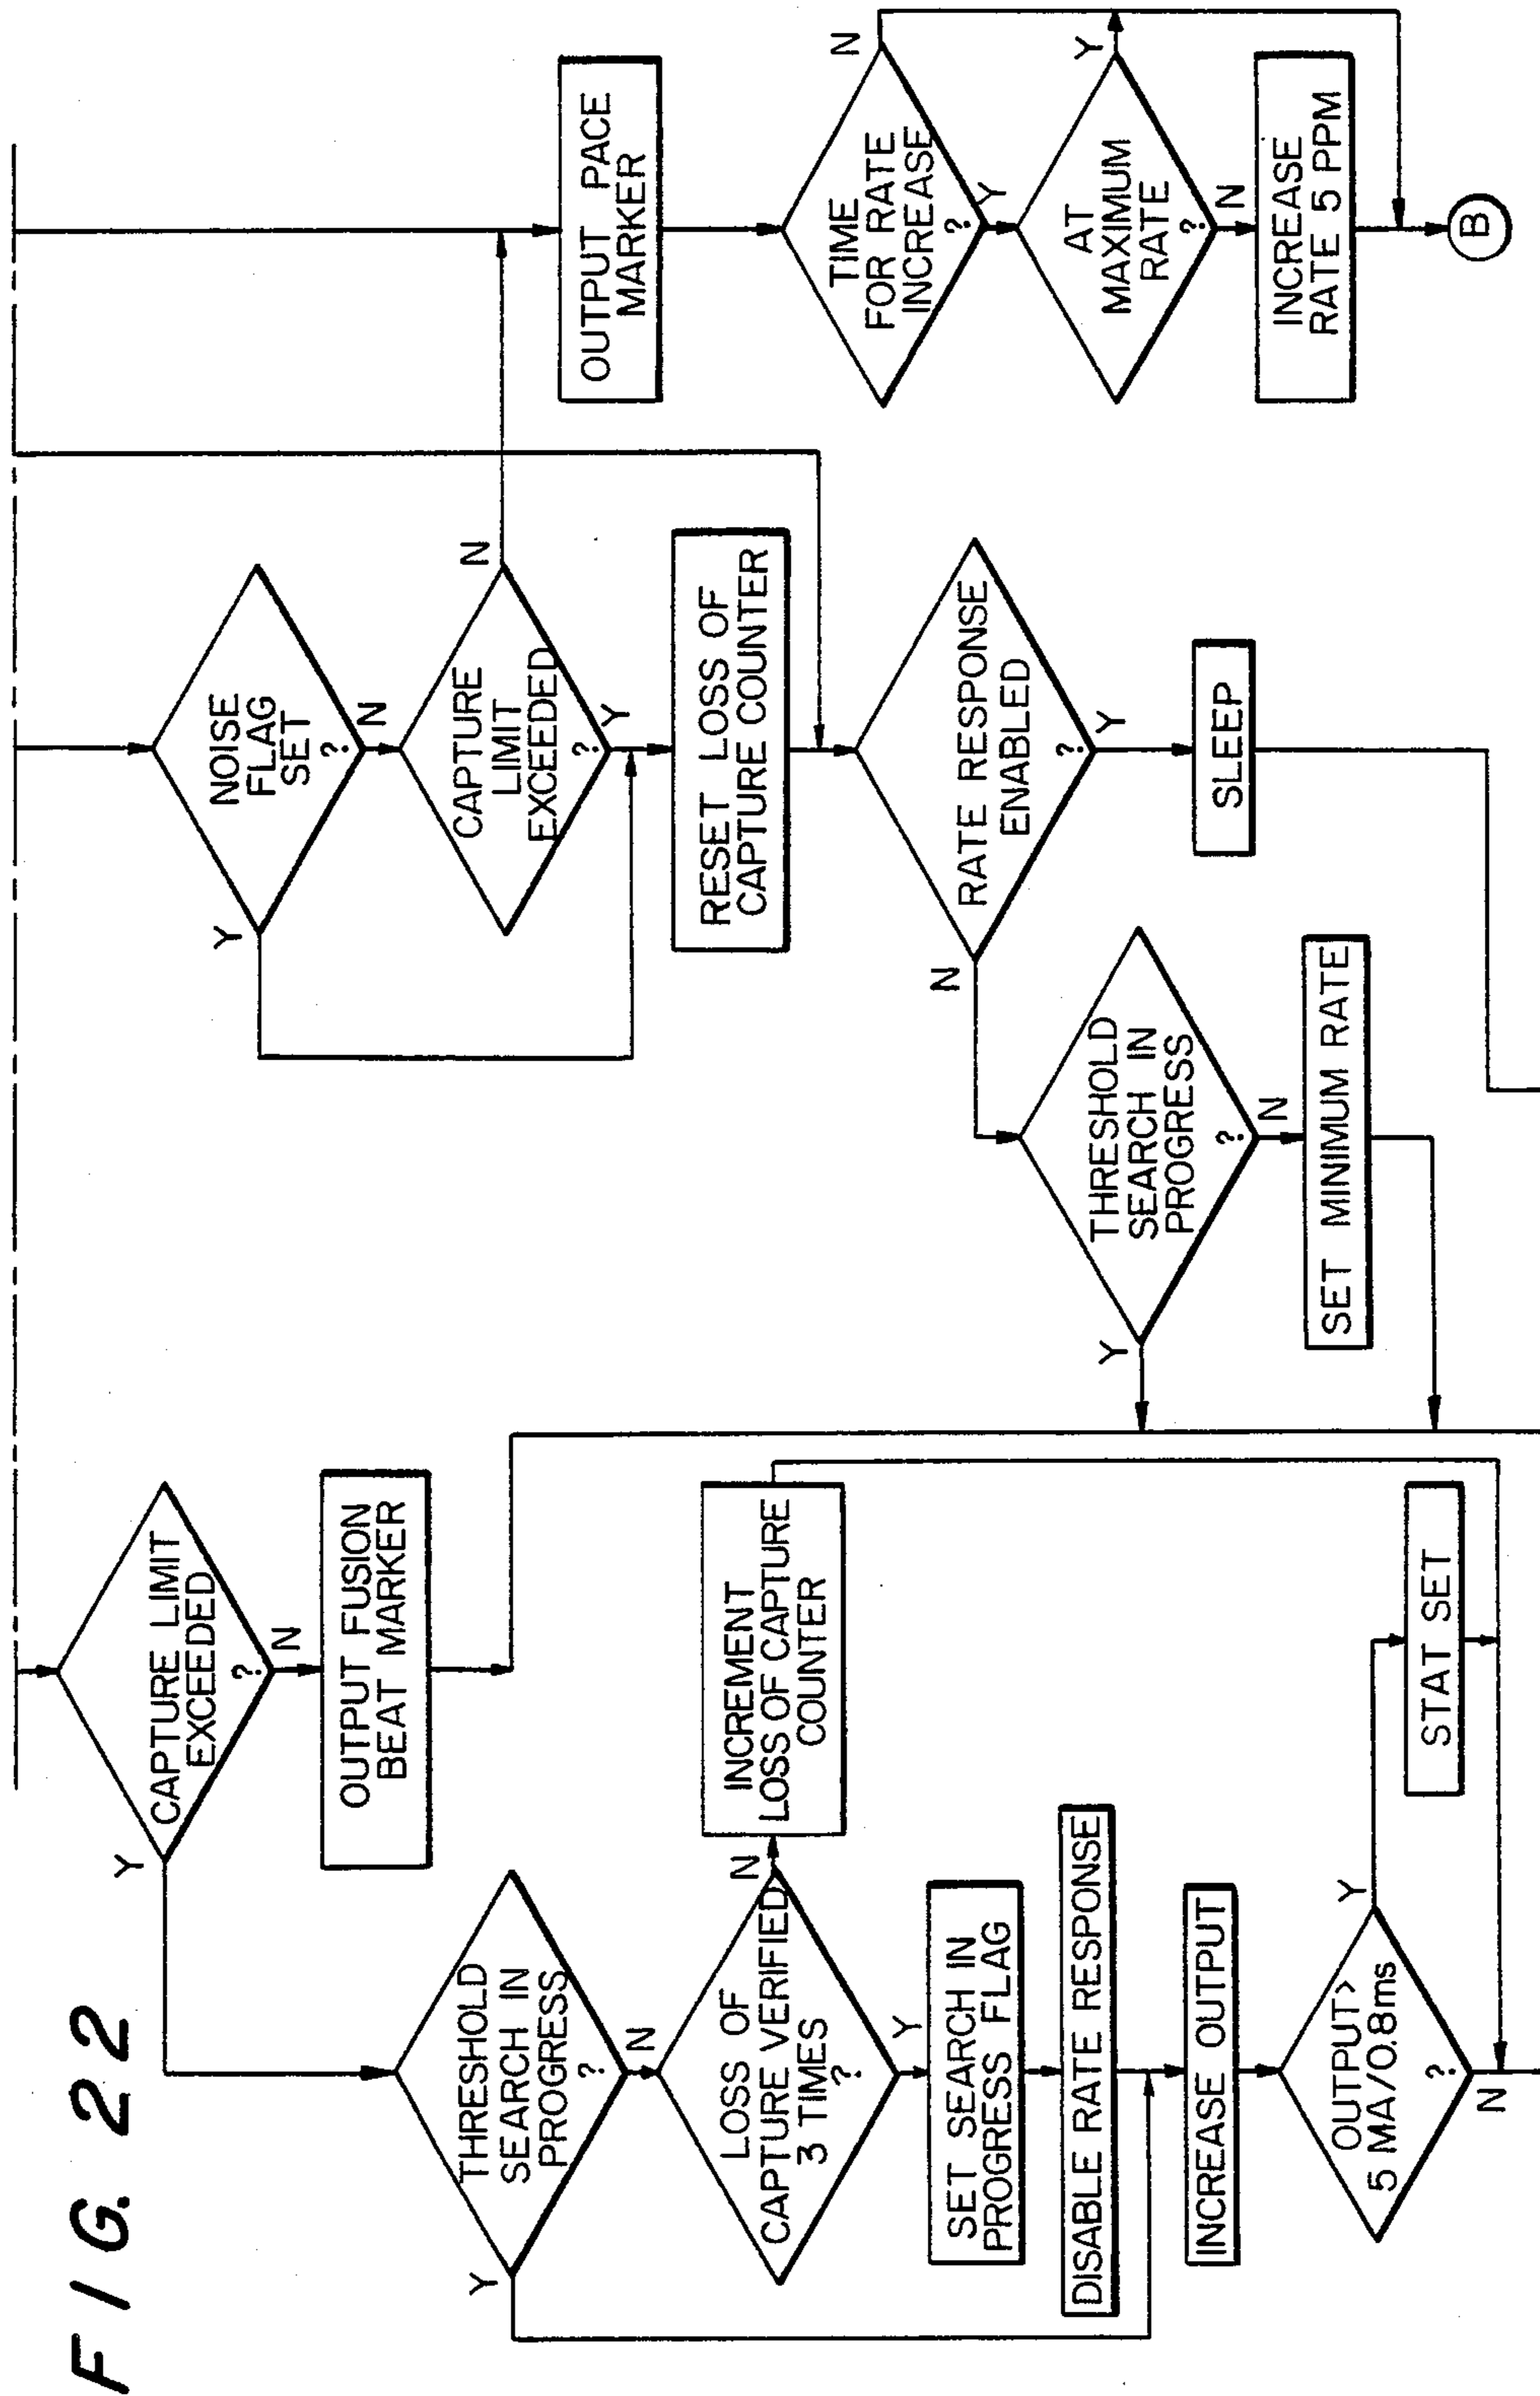 FIG. 22
CAPTURE LIMIT
EXCEEDED
?
Y
N
OUTPUT FUSION
BEAT MARKER
THRESHOLD
SEARCH IN
PROGRESS
?
Y
N
LOSS OF
CAPTURE VERIFIED
3 TIMES
?
N
Y
INCREMENT
LOSS OF CAPTURE
COUNTER
SET SEARCH IN
PROGRESS FLAG
DISABLE RATE RESPONSE
INCREASE OUTPUT
OUTPUT>
5 MA/0.8ms
?
Y
N
STAT SET
NOISE
FLAG
SET
?
Y
N
CAPTURE
LIMIT
EXCEEDED
?
N
Y
RESET LOSS OF
CAPTURE COUNTER
RATE RESPONSE
ENABLED
?
N
Y
SLEEP
THRESHOLD
SEARCH IN
PROGRESS
?
Y
N
SET MINIMUM RATE
OUTPUT PACE
MARKER
TIME
FOR RATE
INCREASE
?
N
Y
AT
MAXIMUM
RATE
?
Y
N
INCREASE
RATE 5 PPM
B